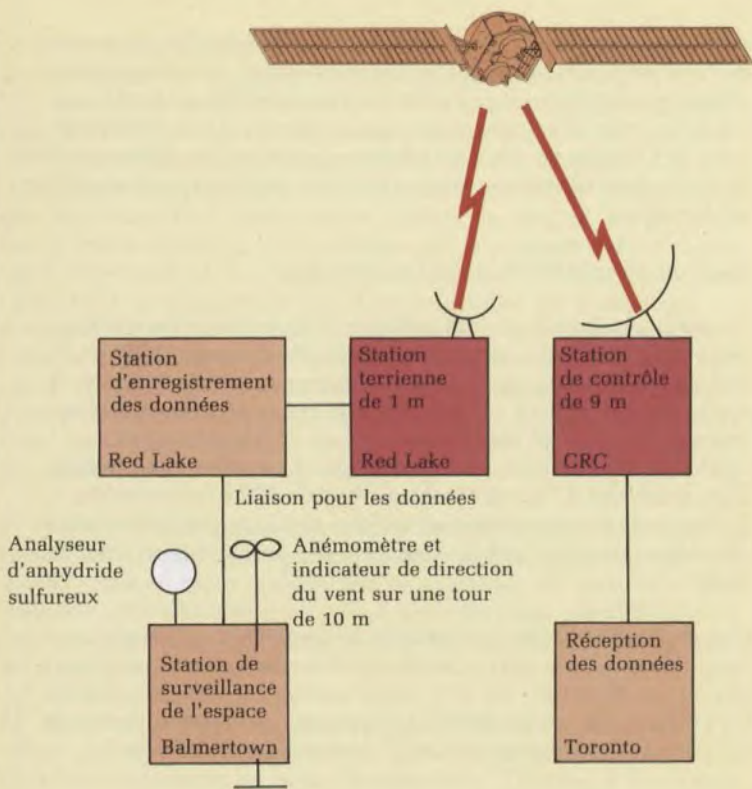 Station
d'enregistrement
des données
Red Lake
Station
terrienne
de 1 m
Red Lake
Station
de contrôle
de 9 m
CRC
Liaison pour les données
Analyseur
d'anhydride
sulfureux
Anémomètre et
indicateur de direction
du vent sur une tour
de 10 m
Station de
surveillance
de l'espace
Balmertown
Réception
des données
Toronto